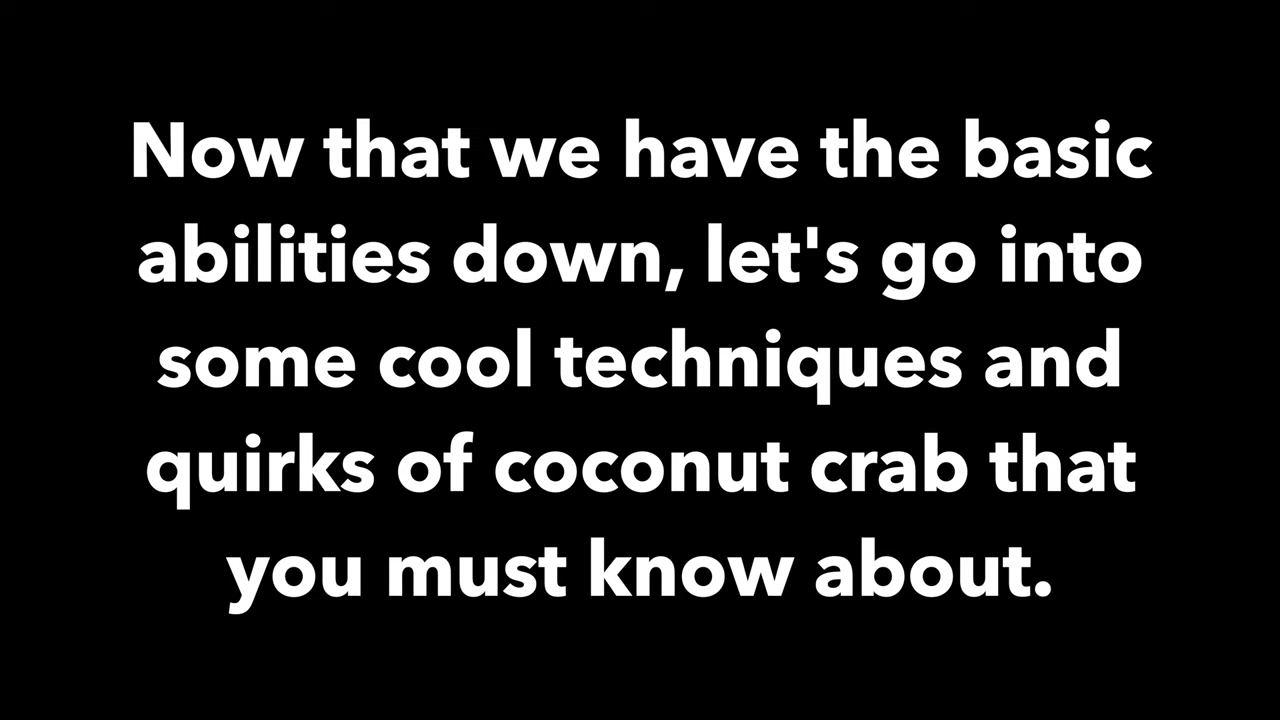 Now that we have the basic
abilities down, let's go into
some cool techniques and
quirks of coconut crab that
you must know about.